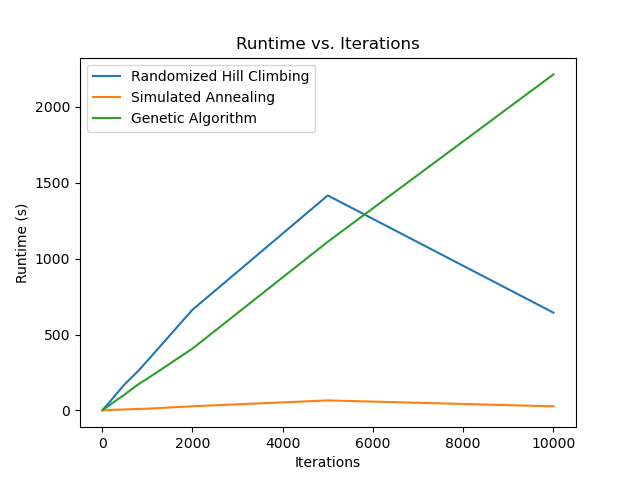 Runtime vs. Iterations
Randomized Hill Climbing
Simulated Annealing
Genetic Algorithm
2000
1500
1000
500
0
Runtime (s)
0 2000 4000 6000 8000 10000
Iterations